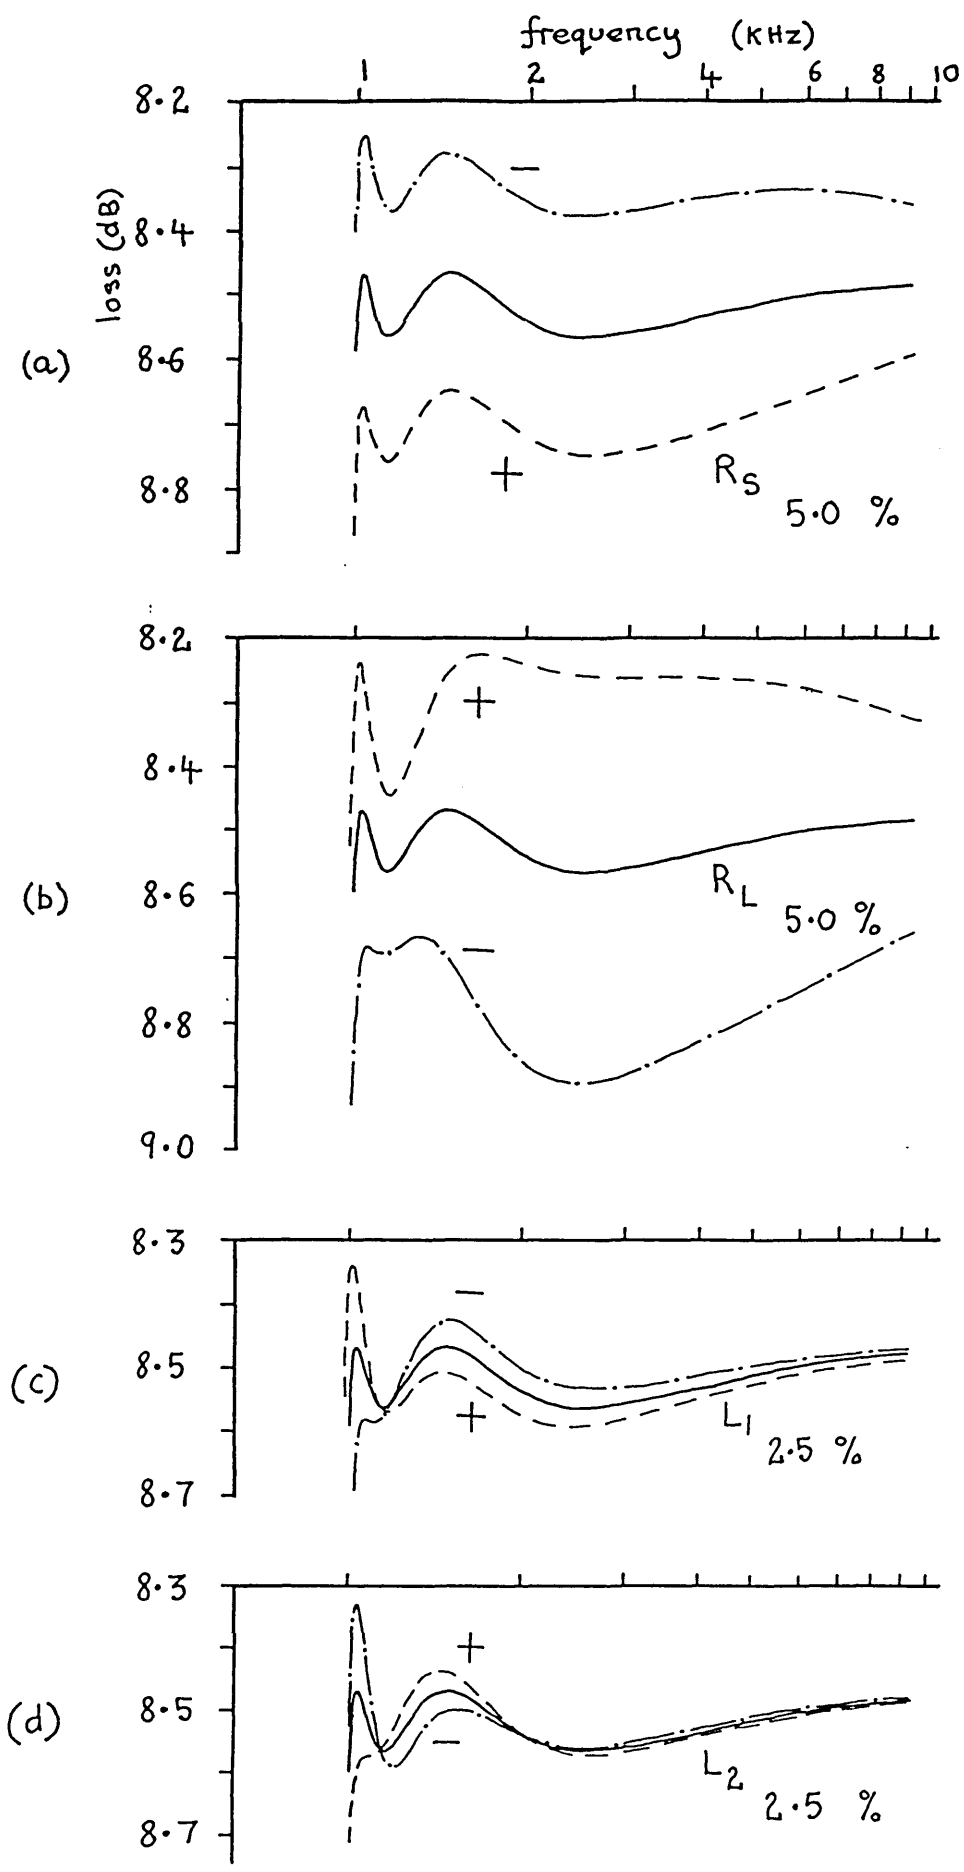 frequency (KHz)
1 2 4 6 8 10
8.2
−
loss (dB)
8.4
(a)
8.6
+
RS
8.8
5.0 %
8.2
+
8.4
(b)
8.6
RL
5.0 %
−
8.8
9.0
8.3
−
(c)
8.5
+
L1
2.5 %
8.7
8.3
+
(d)
8.5
−
L2
2.5 %
8.7